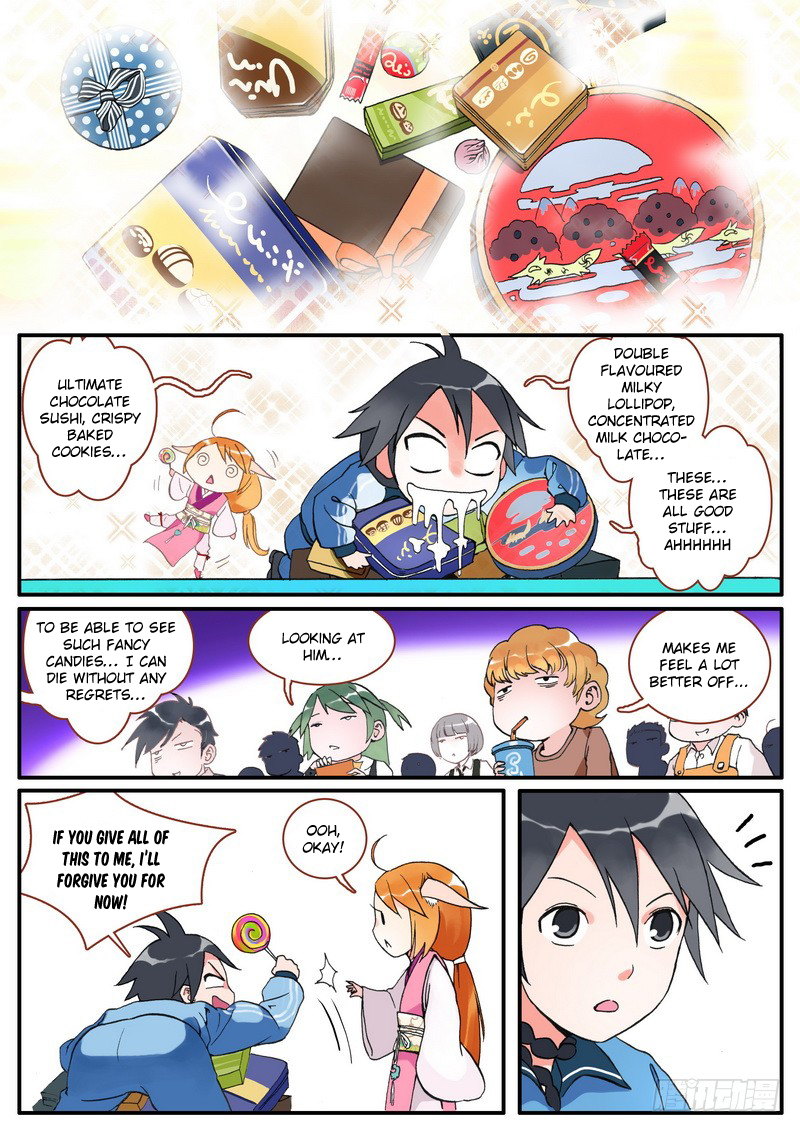 ULTIMATE
CHOCOLATE
SUSHI, CRISPY
BAKED
COOKIES...
DOUBLE
FLAVOURED
MILKY
LOLLIPOP,
CONCENTRATED
MILK CHOCO-
LATE...
THESE...
THESE ARE
ALL GOOD
STUFF...
AHHHHHH
TO BE ABLE TO SEE
SUCH FANCY
CANDIES... I CAN
DIE WITHOUT ANY
REGRETS...
LOOKING AT
HIM...
MAKES ME
FEEL A LOT
BETTER OFF...
IF YOU GIVE ALL OF
THIS TO ME, I'LL
FORGIVE YOU FOR
NOW!
OOH,
OKAY!
腾讯动漫